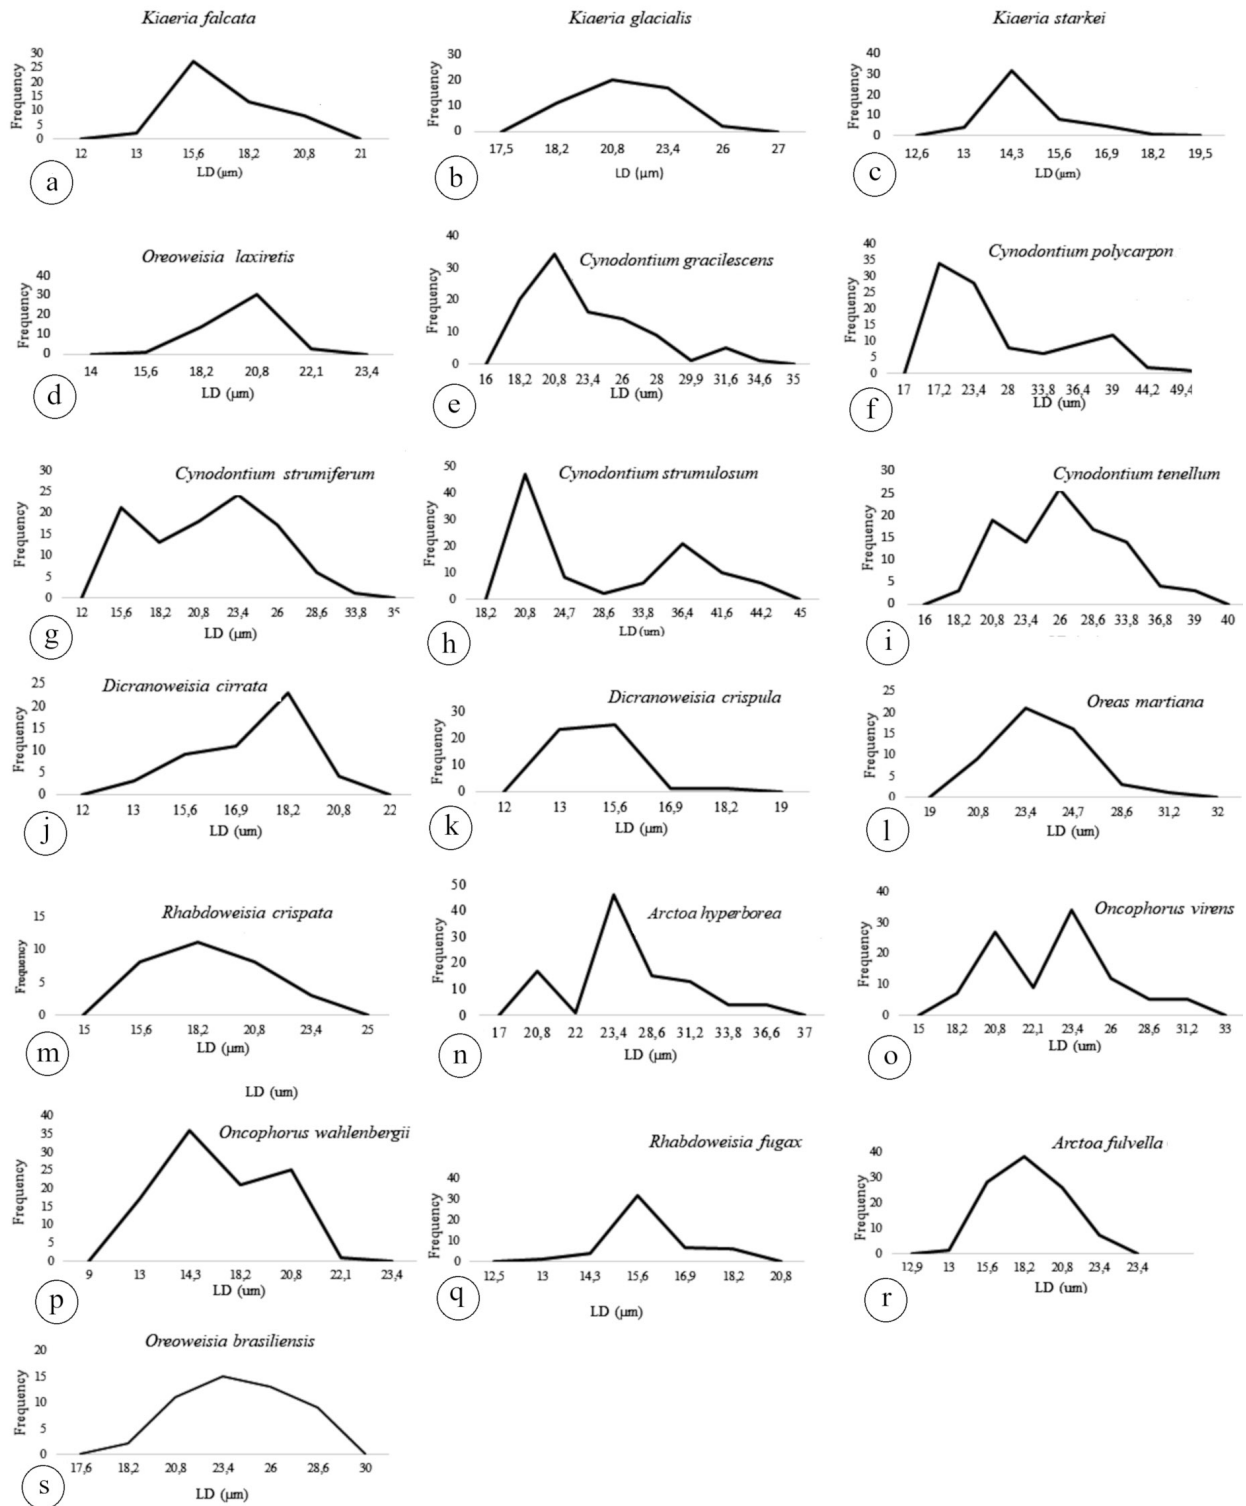 Kiaeria falcata
Frequency
30
25
20
15
10
5
0
12 13 15,6 18,2 20,8 21
LD (µm)
a
Kiaeria glacialis
Frequency
30
20
10
0
17,5 18,2 20,8 23,4 26 27
LD (µm)
b
Kiaeria starkei
Frequency
40
30
20
10
0
12,6 13 14,3 15,6 16,9 18,2 19,5
LD (µm)
c
Oreoweisia laxiretis
Frequency
40
30
20
10
0
14 15,6 18,2 20,8 22,1 23,4
LD (µm)
d
Cynodontium gracilescens
Frequency
40
30
20
10
0
16 18,2 20,8 23,4 26 28 29,9 31,6 34,6 35
LD (um)
e
Cynodontium polycarpon
Frequency
40
35
30
25
20
15
10
5
0
17 17,2 23,4 28 33,8 36,4 39 44,2 49,4
LD (um)
f
Cynodontium strumiferum
Frequency
30
25
20
15
10
5
0
12 15,6 18,2 20,8 23,4 26 28,6 33,8 35
LD (µm)
g
Cynodontium strumulosum
Frequency
50
40
30
20
10
0
18,2 20,8 24,7 28,6 33,8 36,4 41,6 44,2 45
LD (um)
h
Cynodontium tenellum
Frequency
30
25
20
15
10
5
0
16 18,2 20,8 23,4 26 28,6 33,8 36,8 39 40
i
Dicranoweisia cirrata
Frequency
25
20
15
10
5
0
12 13 15,6 16,9 18,2 20,8 22
LD (um)
j
Dicranoweisia crispula
Frequency
30
20
10
0
12 13 15,6 16,9 18,2 19
LD (µm)
k
Oreas martiana
Frequency
25
20
15
10
5
0
19 20,8 23,4 24,7 28,6 31,2 32
LD (um)
l
Rhabdoweisia crispata
Frequency
15
10
5
0
15 15,6 18,2 20,8 23,4 25
LD (µm)
m
Arctoa hyperborea
Frequency
50
40
30
20
10
0
17 20,8 22 23,4 28,6 31,2 33,8 36,6 37
LD (µm)
n
Oncophorus virens
Frequency
40
30
20
10
0
15 18,2 20,8 22,1 23,4 26 28,6 31,2 33
LD (um)
o
LD (um)
Oncophorus wahlenbergii
Frequency
40
35
30
25
20
15
10
5
0
9 13 14,3 18,2 20,8 22,1 23,4
LD (um)
p
Rhabdoweisia fugax
Frequency
40
30
20
10
0
12,5 13 14,3 15,6 16,9 18,2 20,8
LD (µm)
q
Arctoa fulvella
Frequency
40
30
20
10
0
12,9 13 15,6 18,2 20,8 23,4 23,4
LD (um)
r
Oreoweisia brasiliensis
Frequency
20
15
10
5
0
17,6 18,2 20,8 23,4 26 28,6 30
LD (µm)
s